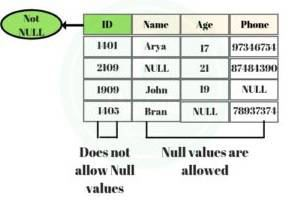 Not
NULL
ID Name Age Phone
1401 Arya 17 97346754
2109 NULL 21 87484390
1909 John 19 NULL
1405 Bran NULL 78937374
Does not
allow Null
values
Null values are
allowed